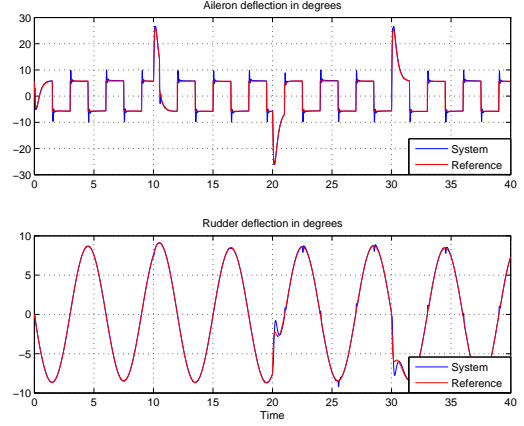 Aileron deflection in degrees
30
20
10
0
−10
−20
−30
0 5 10 15 20 25 30 35 40
System
Reference
Rudder deflection in degrees
10
5
0
−5
−10
0 5 10 15 20 25 30 35 40
System
Reference
Time